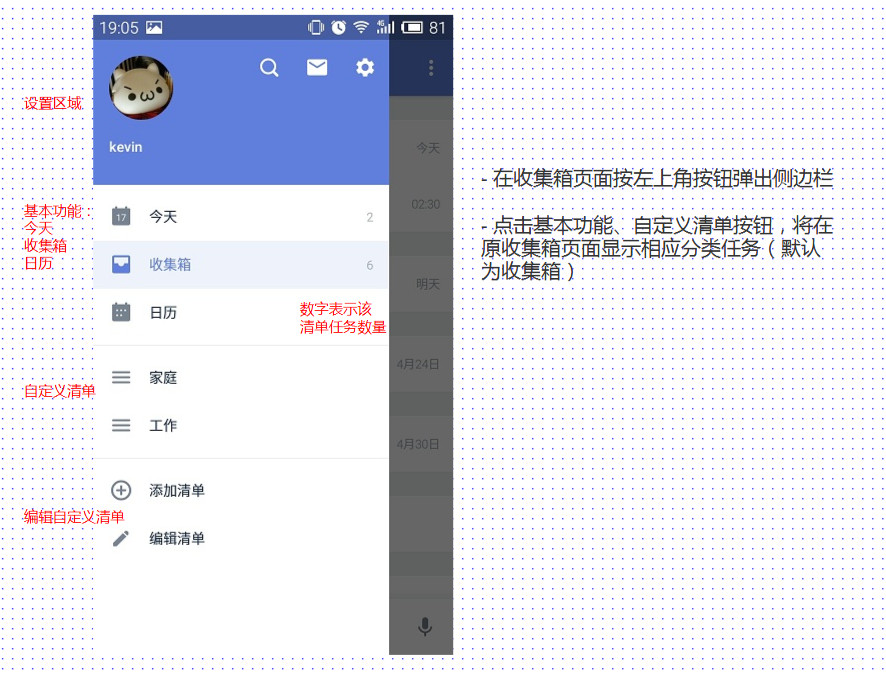 19:05
4G
81
设置区域
kevin
今天
02:30
基本功能：
今天
收集箱
日历
17
今天
2
收集箱
6
日历
数字表示该
清单任务数量
明天
自定义清单
家庭
4月24日
工作
4月30日
添加清单
编辑自定义清单
编辑清单
- 在收集箱页面按左上角按钮弹出侧边栏
- 点击基本功能、自定义清单按钮，将在
原收集箱页面显示相应分类任务（默认
为收集箱）